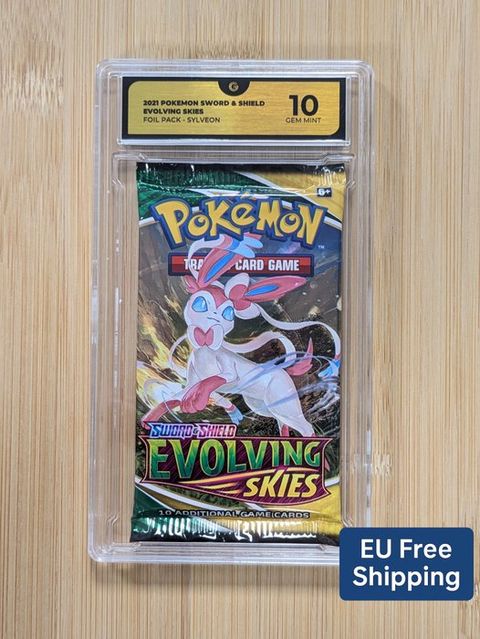 G
2021 POKEMON SWORD & SHIELD
EVOLVING SKIES
FOIL PACK - SYLVEON
10
GEM MINT
6+
POKéMON
TM
CARD GAME
SWORD & SHIELD
EVOLVING
SKIES
10 ADDITIONAL GAME CARDS
EU Free
Shipping